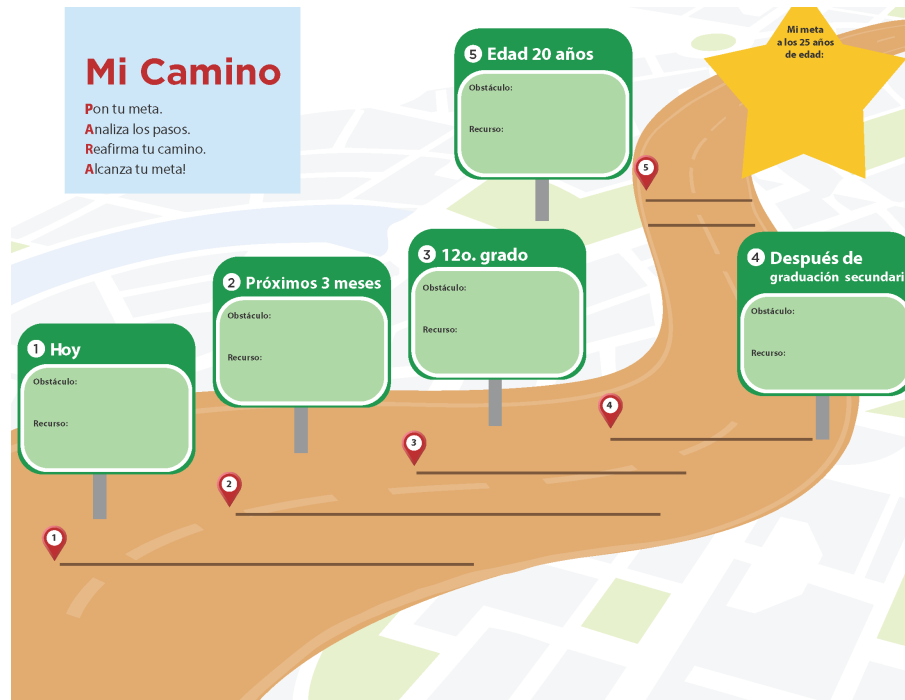 Mi Camino
Pon tu meta.
Analiza los pasos.
Reafirma tu camino.
Alcanza tu meta!
Mi meta
a los 25 años
de edad:
5 Edad 20 años
Obstáculo:
Recurso:
5
3 12o. grado
Obstáculo:
Recurso:
4 Después de
graduación secundari
Obstáculo:
Recurso:
2 Próximos 3 meses
Obstáculo:
Recurso:
1 Hoy
Obstáculo:
Recurso:
4
3
2
1